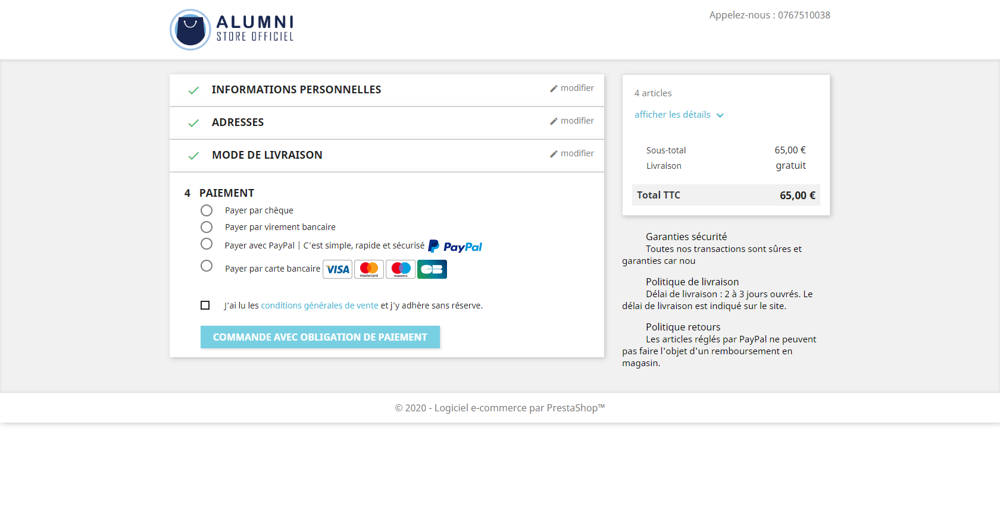 ALUMNI
STORE OFFICIEL
Appelez-nous : 0767510038
INFORMATIONS PERSONNELLES
modifier
ADRESSES
modifier
MODE DE LIVRAISON
modifier
4 PAIEMENT
Payer par chèque
Payer par virement bancaire
Payer avec PayPal | C'est simple, rapide et sécurisé PayPal
Payer par carte bancaire VISA mastercard maestro CB
J'ai lu les conditions générales de vente et j'y adhère sans réserve.
COMMANDE AVEC OBLIGATION DE PAIEMENT
4 articles
afficher les détails
Sous-total 65,00 €
Livraison gratuit
Total TTC 65,00 €
Garanties sécurité
Toutes nos transactions sont sûres et
garanties car nou
Politique de livraison
Délai de livraison : 2 à 3 jours ouvrés. Le
délai de livraison est indiqué sur le site.
Politique retours
Les articles réglés par PayPal ne peuvent
pas faire l'objet d'un remboursement en
magasin.
© 2020 - Logiciel e-commerce par PrestaShop™